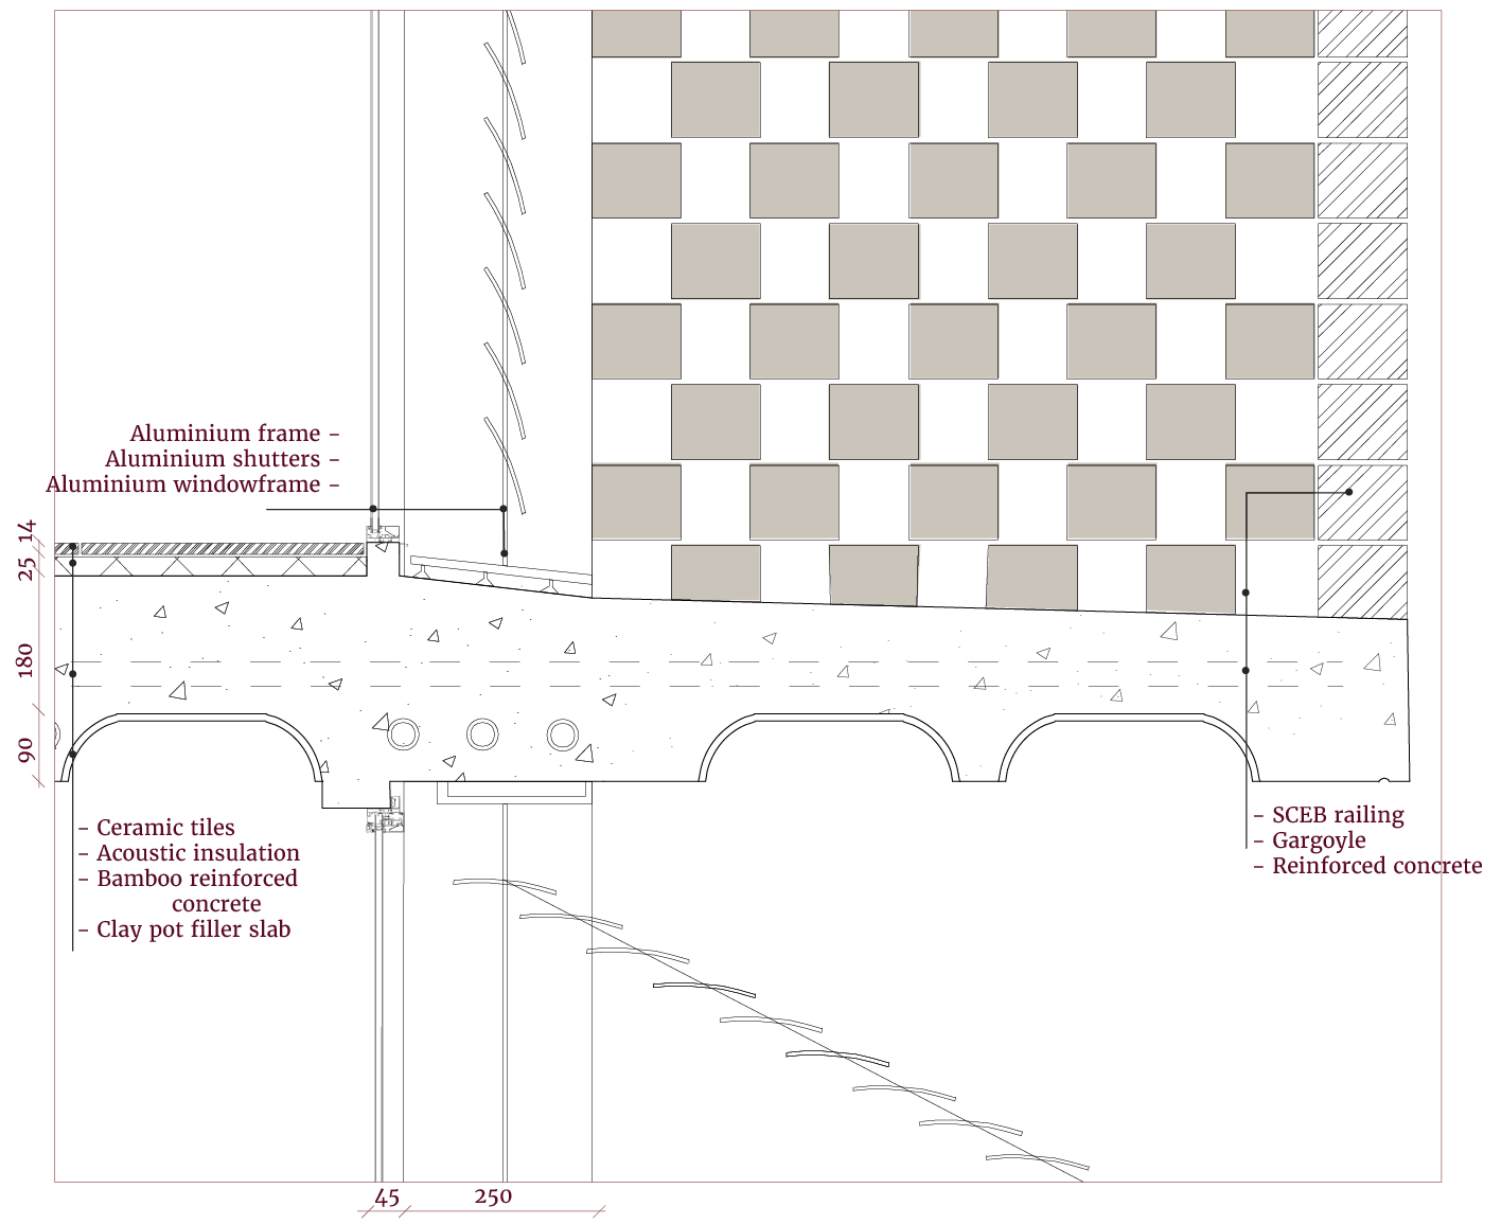 Aluminium frame –
Aluminium shutters –
Aluminium windowframe –
14
25
180
90
– Ceramic tiles
– Acoustic insulation
– Bamboo reinforced
concrete
– Clay pot filler slab
– SCEB railing
– Gargoyle
– Reinforced concrete
45
250